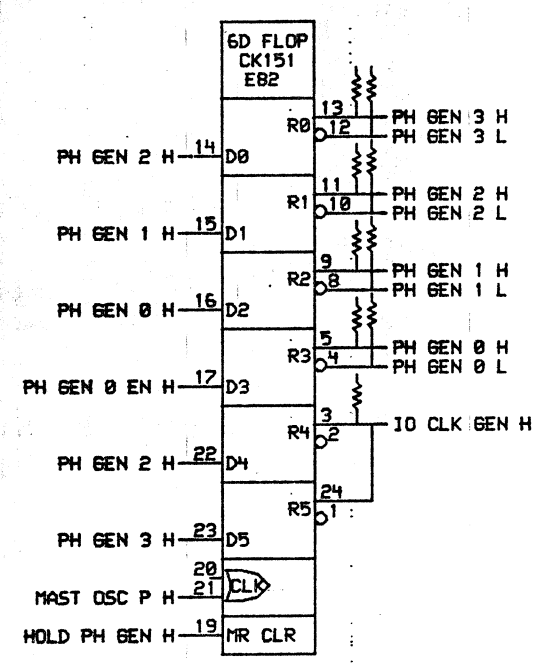 6D FLOP
CK151
E82
R0
13 PH GEN 3 H
12 PH GEN 3 L
PH GEN 2 H 14 D0
R1
11 PH GEN 2 H
10 PH GEN 2 L
PH GEN 1 H 15 D1
R2
9 PH GEN 1 H
8 PH GEN 1 L
PH GEN 0 H 16 D2
R3
5 PH GEN 0 H
4 PH GEN 0 L
PH GEN 0 EN H 17 D3
R4
3 IO CLK GEN H
2
PH GEN 2 H 22 D4
R5
24
1
PH GEN 3 H 23 D5
20
CLK
MAST OSC P H 21
HOLD PH GEN H 19 MR CLR